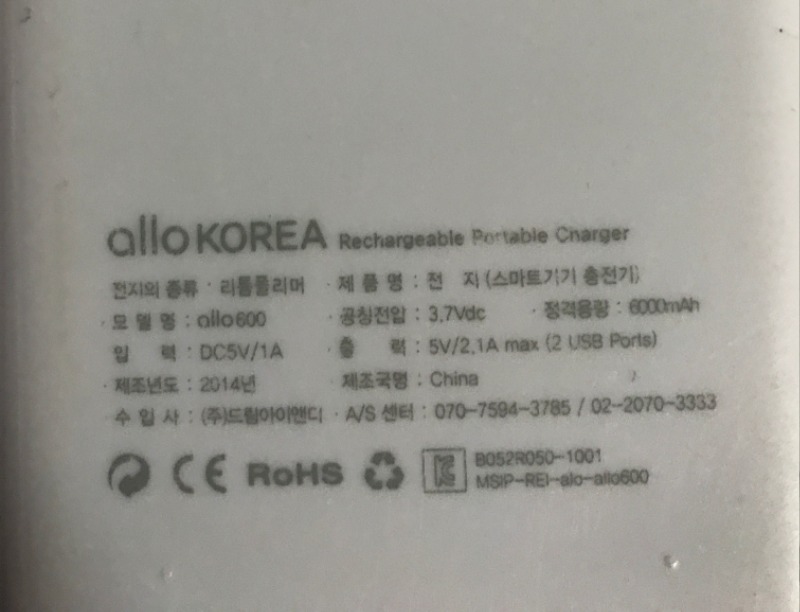 allo KOREA Rechargeable Portable Charger
전지의 종류 : 리튬폴리머 · 제 품 명 : 전 지 (스마트기기 충전기)
· 모 델 명 : allo600 · 공칭전압 : 3.7Vdc · 정격용량 : 6000mAh
입 력 : DC5V/1A · 출 력 : 5V/2.1A max (2 USB Ports)
· 제조년도 : 2014년 제조국명 : China
수 입 사 : (주)드림아이앤디 · A/S 센터 : 070-7594-3785 / 02-2070-3333
CE RoHS B052R050-1001
MSIP-REI-alo-allo600